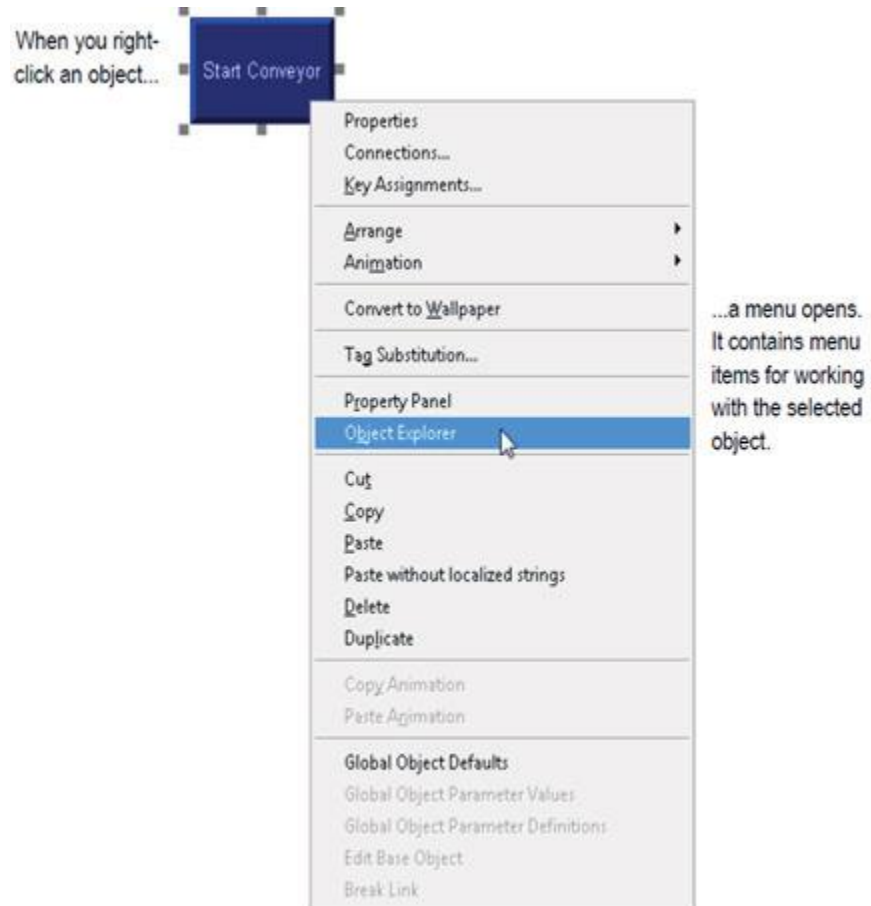 When you right-
click an object...
Start Conveyor
Properties
Connections...
Key Assignments...
Arrange
Animation
Convert to Wallpaper
Tag Substitution...
Property Panel
Object Explorer
Cut
Copy
Paste
Paste without localized strings
Delete
Duplicate
Copy Animation
Paste Animation
Global Object Defaults
Global Object Parameter Values
Global Object Parameter Definitions
Edit Base Object
Break Link
...a menu opens.
It contains menu
items for working
with the selected
object.